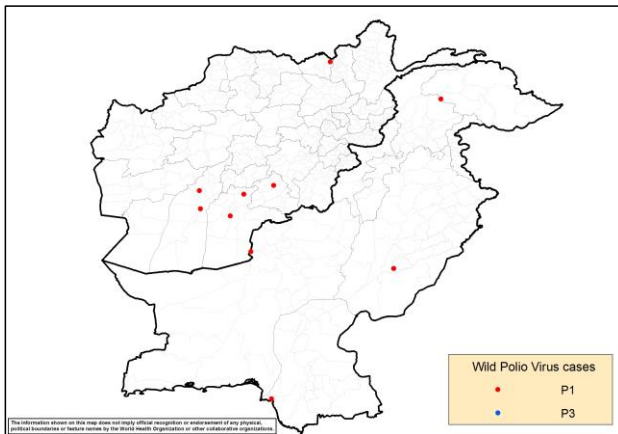 Wild Polio Virus cases
P1
P3
The information shown on this map does not imply official recognition or endorsement of any physical,
political boundaries or feature names by the World Health Organization or other collaborative organizations.